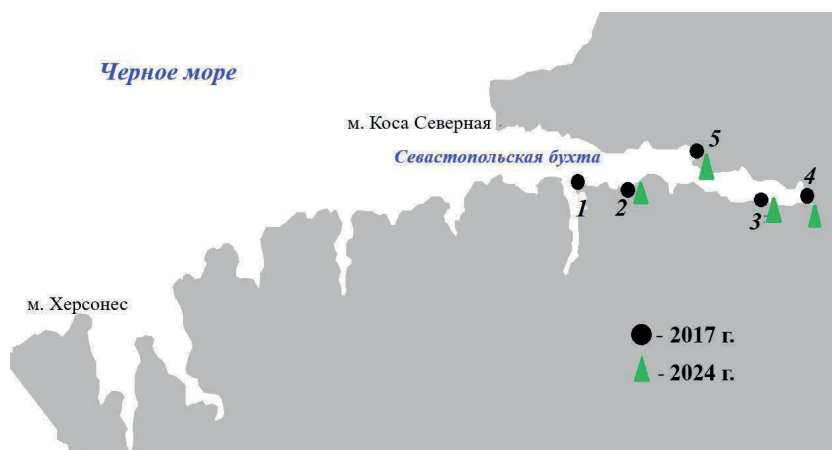 Черное море
м. Коса Северная
5
Севастопольская бухта
4
1
2
3
м. Херсонес
- 2017 г.
- 2024 г.